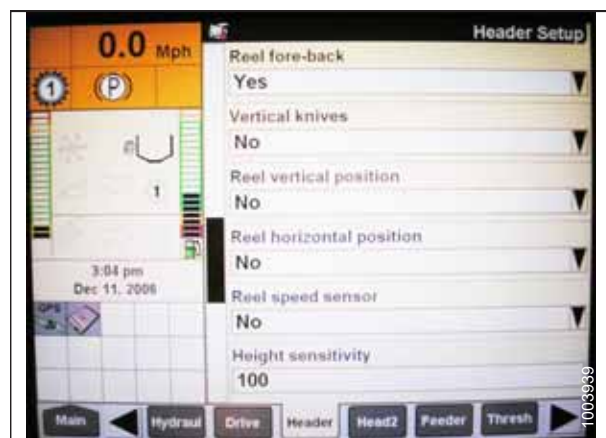 0.0 Mph
1
(P)
1
3:04 pm
Dec 11, 2006
GPS
Header Setup
Reel fore-back
Yes
Vertical knives
No
Reel vertical position
No
Reel horizontal position
No
Reel speed sensor
No
Height sensitivity
100
Main Hydraul Drive Header Head2 Feeder Thresh
1003939